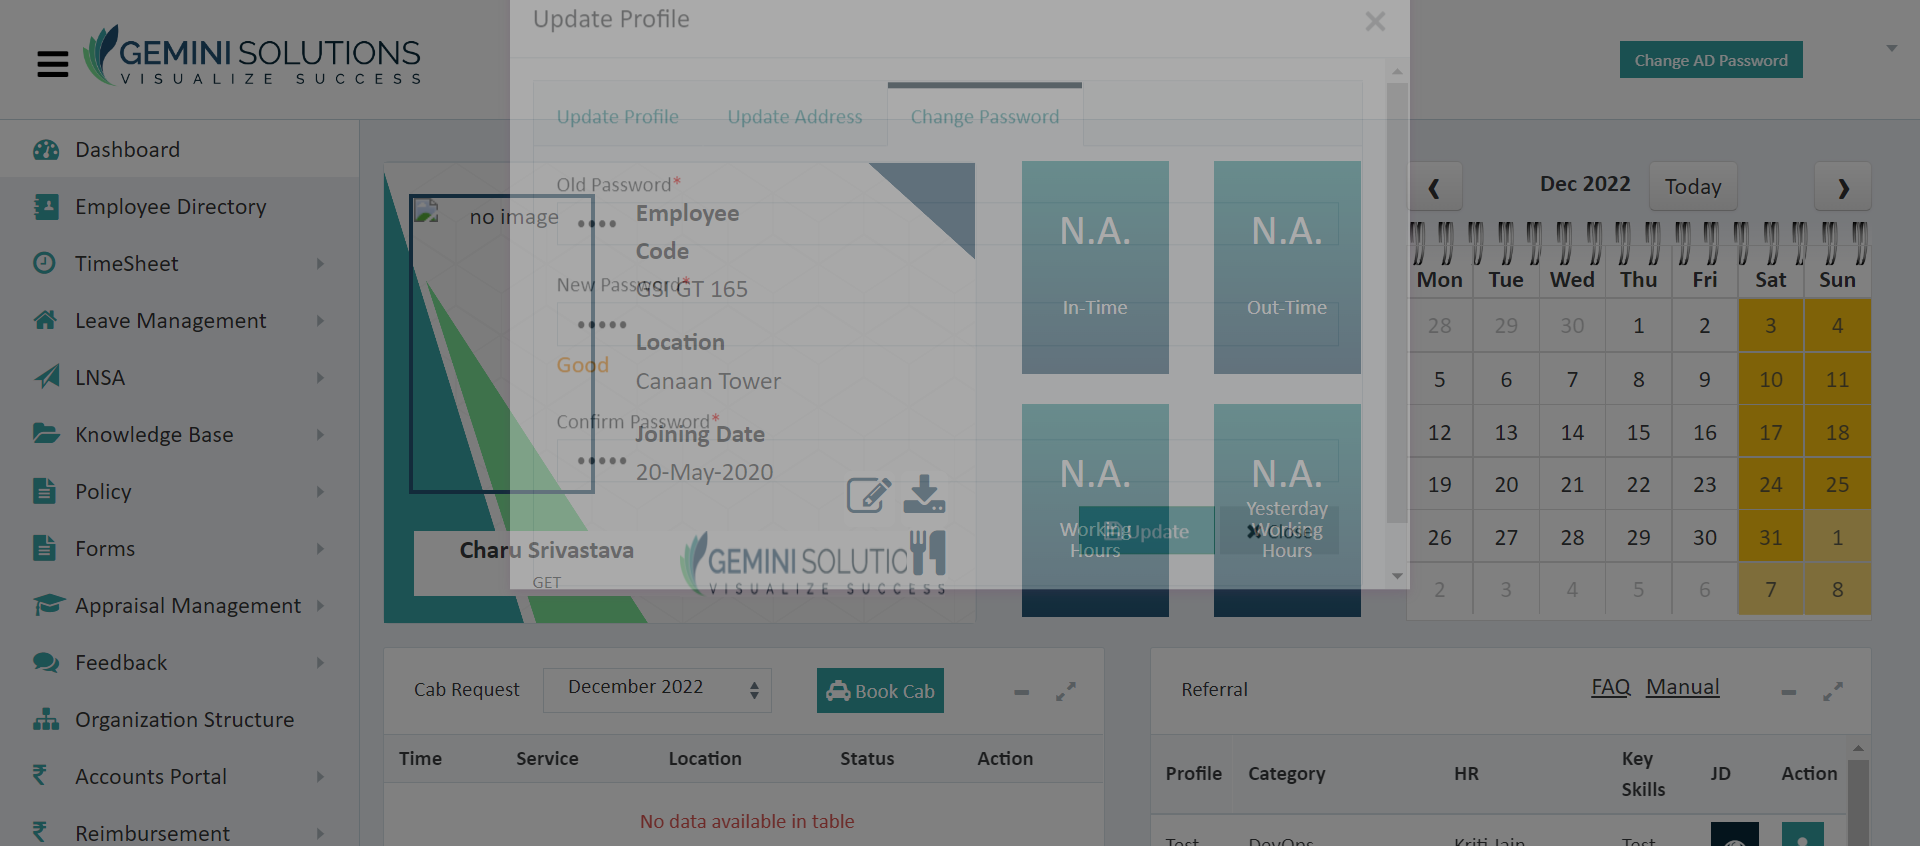 Update Profile
×
GEMINI SOLUTIONS
VISUALIZE SUCCESS
Change AD Password
Update Profile
Update Address
Change Password
Dashboard
Employee Directory
TimeSheet
Leave Management
LNSA
Knowledge Base
Policy
Forms
Appraisal Management
Feedback
Organization Structure
Accounts Portal
Reimbursement
Old Password*
••••
New Password*
•••••
Good
Confirm Password*
•••••
Update
Close
no image
Employee
Code
GSI GT 165
Location
Canaan Tower
Joining Date
20-May-2020
Charu Srivastava
GET
GEMINI SOLUTIO
VISUALIZE SUCCESS
N.A.
In-Time
N.A.
Out-Time
N.A.
Working
Hours
N.A.
Yesterday
Working
Hours
Dec 2022
Today
Mon Tue Wed Thu Fri Sat Sun
28 29 30 1 2 3 4
5 6 7 8 9 10 11
12 13 14 15 16 17 18
19 20 21 22 23 24 25
26 27 28 29 30 31 1
2 3 4 5 6 7 8
Cab Request
December 2022
Book Cab
Time Service Location Status Action
No data available in table
Referral
FAQ Manual
Profile Category HR Key Skills JD Action
Test DevOps Kriti Jain Test